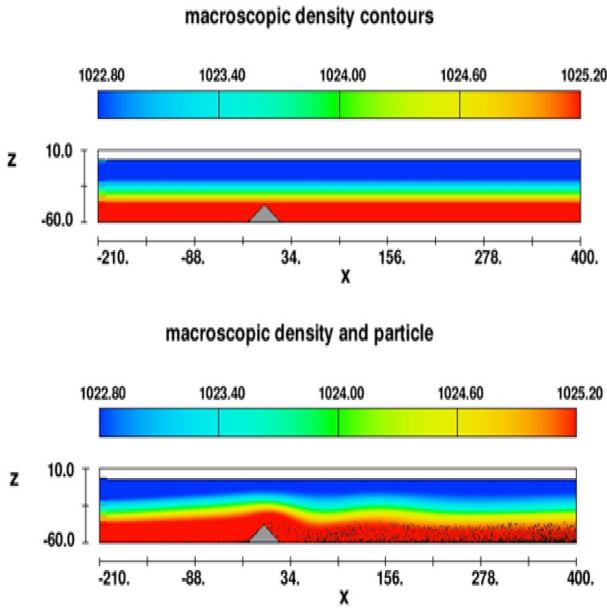 macroscopic density contours
1022.80 1023.40 1024.00 1024.60 1025.20
Z 10.0
-60.0
-210. -88. 34. 156. 278. 400.
X
macroscopic density and particle
1022.80 1023.40 1024.00 1024.60 1025.20
Z 10.0
-60.0
-210. -88. 34. 156. 278. 400.
X